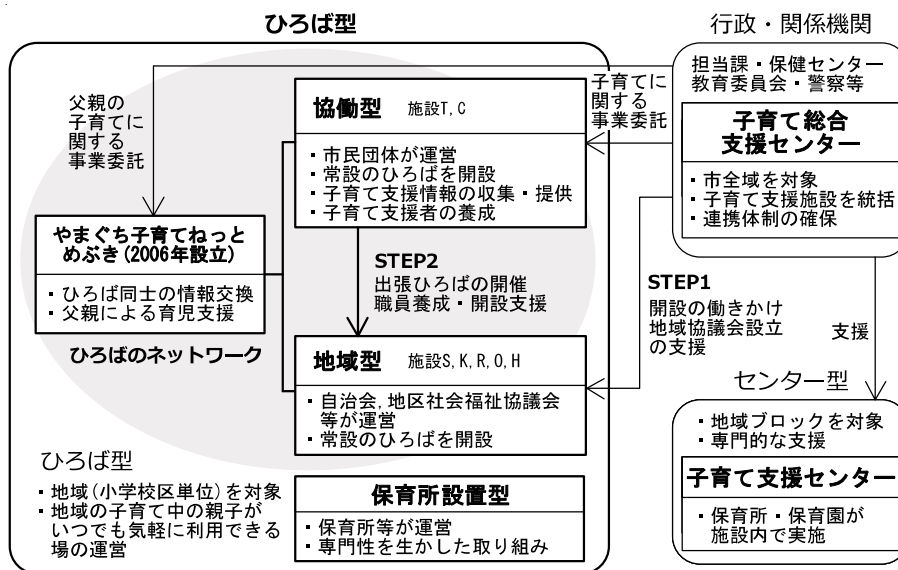 ひろば型
行政・関係機関
担当課・保健センター
教育委員会・警察等
子育て総合
支援センター
・市全域を対象
・子育て支援施設を統括
・連携体制の確保
父親の
子育てに
関する
事業委託
子育てに
関する
事業委託
協働型 施設T,C
・市民団体が運営
・常設のひろばを開設
・子育て支援情報の収集・提供
・子育て支援者の養成
やまぐち子育てねっと
めぶき(2006年設立)
・ひろば同士の情報交換
・父親による育児支援
ひろばのネットワーク
STEP2
出張ひろばの開催
職員養成・開設支援
STEP1
開設の働きかけ
地域協議会設立
の支援
支援
地域型 施設S,K,R,O,H
・自治会,地区社会福祉協議会
等が運営
・常設のひろばを開設
センター型
・地域ブロックを対象
・専門的な支援
子育て支援センター
・保育所・保育園が
施設内で実施
ひろば型
・地域(小学校区単位)を対象
・地域の子育て中の親子が
いつでも気軽に利用できる
場の運営
保育所設置型
・保育所等が運営
・専門性を生かした取り組み